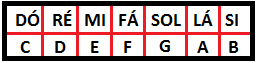 DÓ RÉ MI FÁ SOL LÁ SI
C D E F G A B